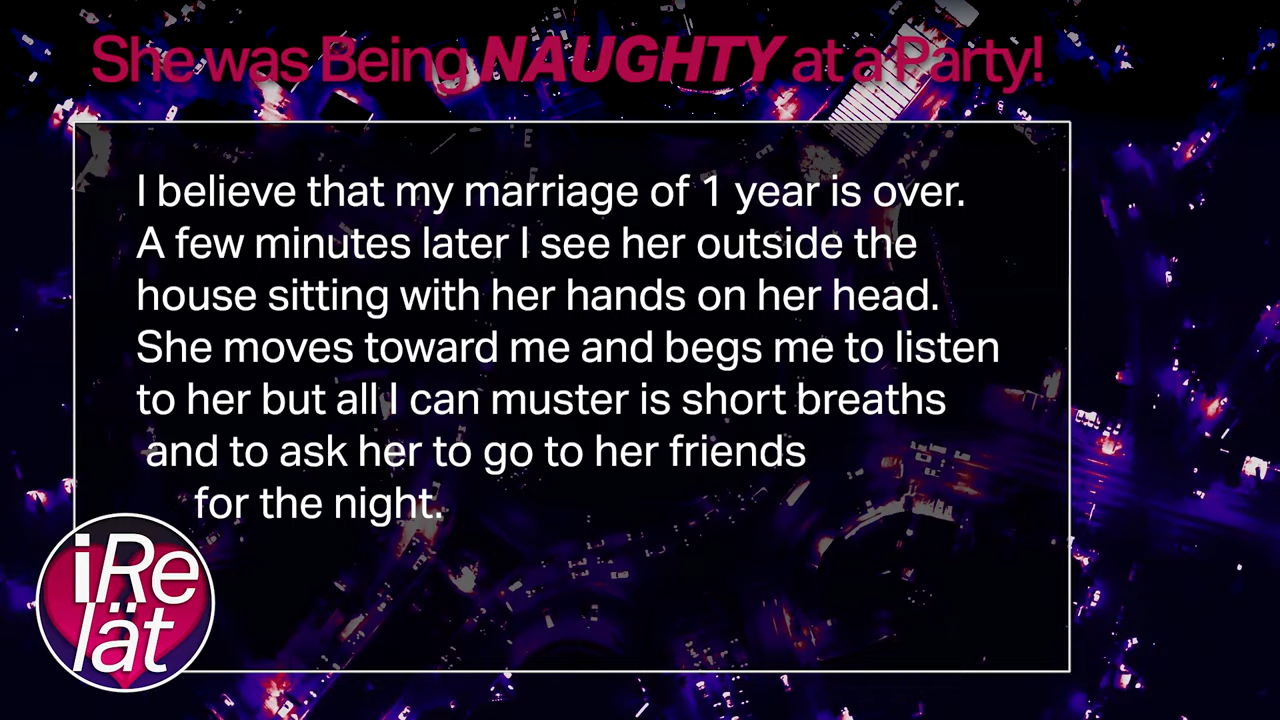 She was Being NAUGHTY at a Party!
I believe that my marriage of 1 year is over.
A few minutes later I see her outside the
house sitting with her hands on her head.
She moves toward me and begs me to listen
to her but all I can muster is short breaths
and to ask her to go to her friends
for the night.
iRe
lät